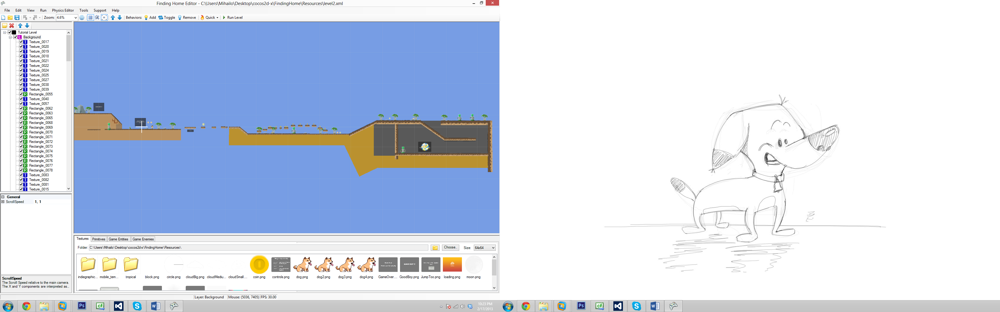 Finding Home Editor - C:\Users\Mihailo\Desktop\cocos2d-x\FindingHome\Resources\level2.xml
File Edit View Run Physics Editor Tools Support Help
Zoom: 4.6% Behaviors: Add Toggle Remove Quick Run Level
Tutorial Level
L Background
T Texture_0017
T Texture_0020
T Texture_0019
T Texture_0018
T Texture_0021
T Texture_0022
T Texture_0024
T Texture_0025
T Texture_0027
T Texture_0038
T Texture_0039
R Rectangle_0055
T Texture_0040
T Texture_0057
R Rectangle_0062
R Rectangle_0063
R Rectangle_0065
R Rectangle_0068
R Rectangle_0069
R Rectangle_0070
R Rectangle_0071
R Rectangle_0072
R Rectangle_0073
R Rectangle_0074
R Rectangle_0075
R Rectangle_0076
R Rectangle_0077
R Rectangle_0078
T Texture_0083
T Texture_0082
T Texture_0081
T Texture_0015
General
ScrollSpeed 1, 1
ScrollSpeed
The Scroll Speed relative to the main camera.
The X and Y components are interpreted as...
Textures Primitives Game Entities Game Enemies
Folder: C:\Users\Mihailo\Desktop\cocos2d-x\FindingHome\Resources\ Choose.. Size: 64x64
GOOD BOY !!
indiegraphic... mobile_tem... tropical block.png circle.png cloudBig.png cloudMediu... cloudSmall.... coin.png controls.png dog.png dog2.png dog3.png dog4.png GameOver.... GoodBoy.png JumpToo.png loading.png moon.png
Layer: Background Mouse: (5036, 7405) FPS: 30.00
Ps C# S W
10:23 PM
2/17/2013
Ps C# S W